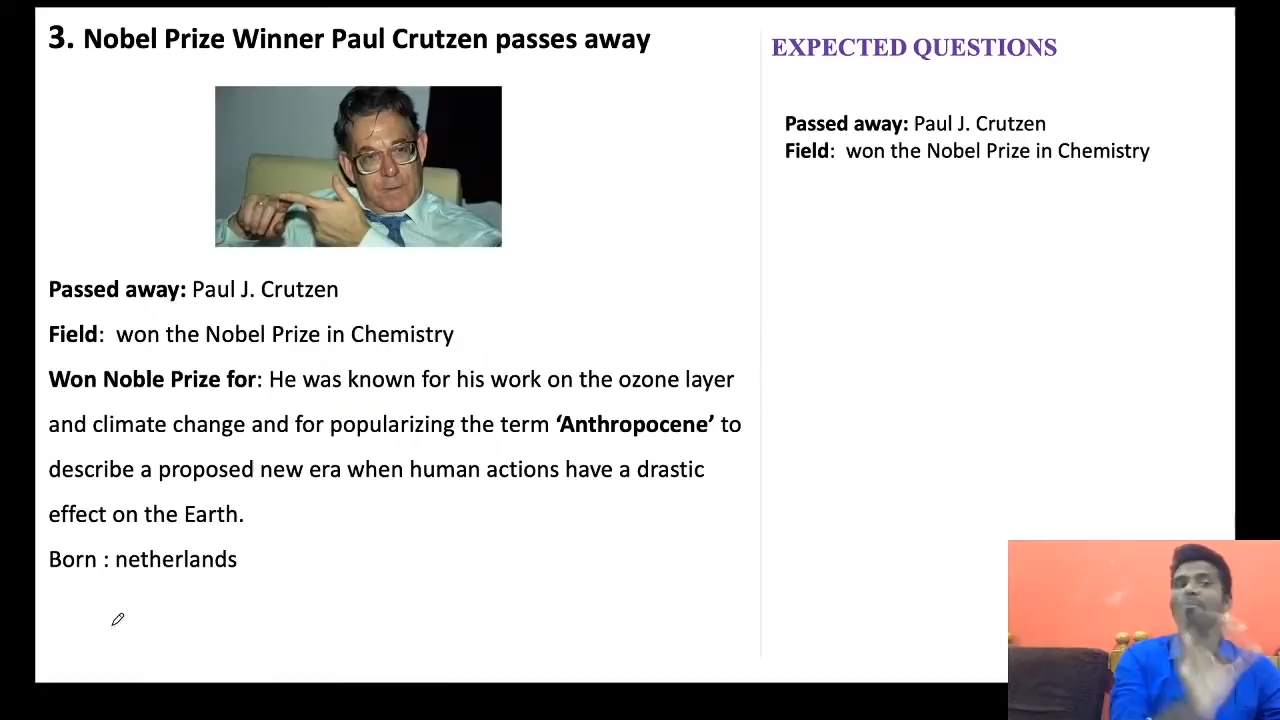 3. Nobel Prize Winner Paul Crutzen passes away
Passed away: Paul J. Crutzen
Field:  won the Nobel Prize in Chemistry
Won Noble Prize for: He was known for his work on the ozone layer
and climate change and for popularizing the term ‘Anthropocene’ to
describe a proposed new era when human actions have a drastic
effect on the Earth.
Born : netherlands
EXPECTED QUESTIONS
Passed away: Paul J. Crutzen
Field:  won the Nobel Prize in Chemistry